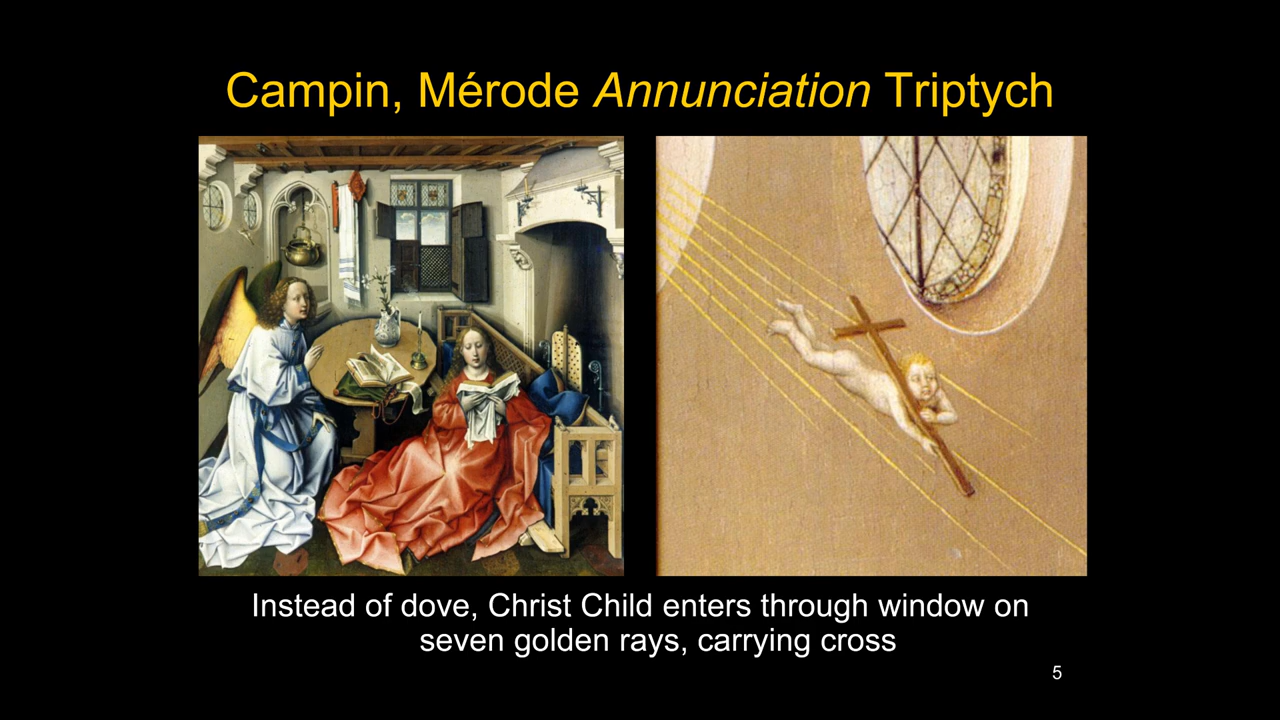 Campin, Mérode Annunciation Triptych
Instead of dove, Christ Child enters through window on
seven golden rays, carrying cross
5